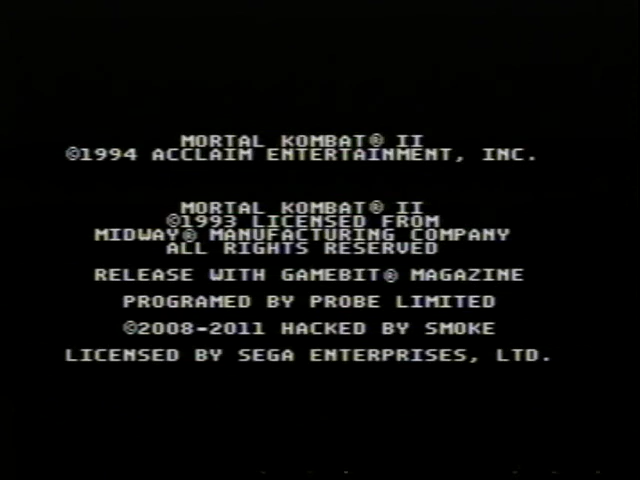 MORTAL KOMBAT® II
©1994 ACCLAIM ENTERTAINMENT, INC.
MORTAL KOMBAT® II
©1993 LICENSED FROM
MIDWAY® MANUFACTURING COMPANY
ALL RIGHTS RESERVED
RELEASE WITH GAMEBIT® MAGAZINE
PROGRAMED BY PROBE LIMITED
©2008-2011 HACKED BY SMOKE
LICENSED BY SEGA ENTERPRISES, LTD.